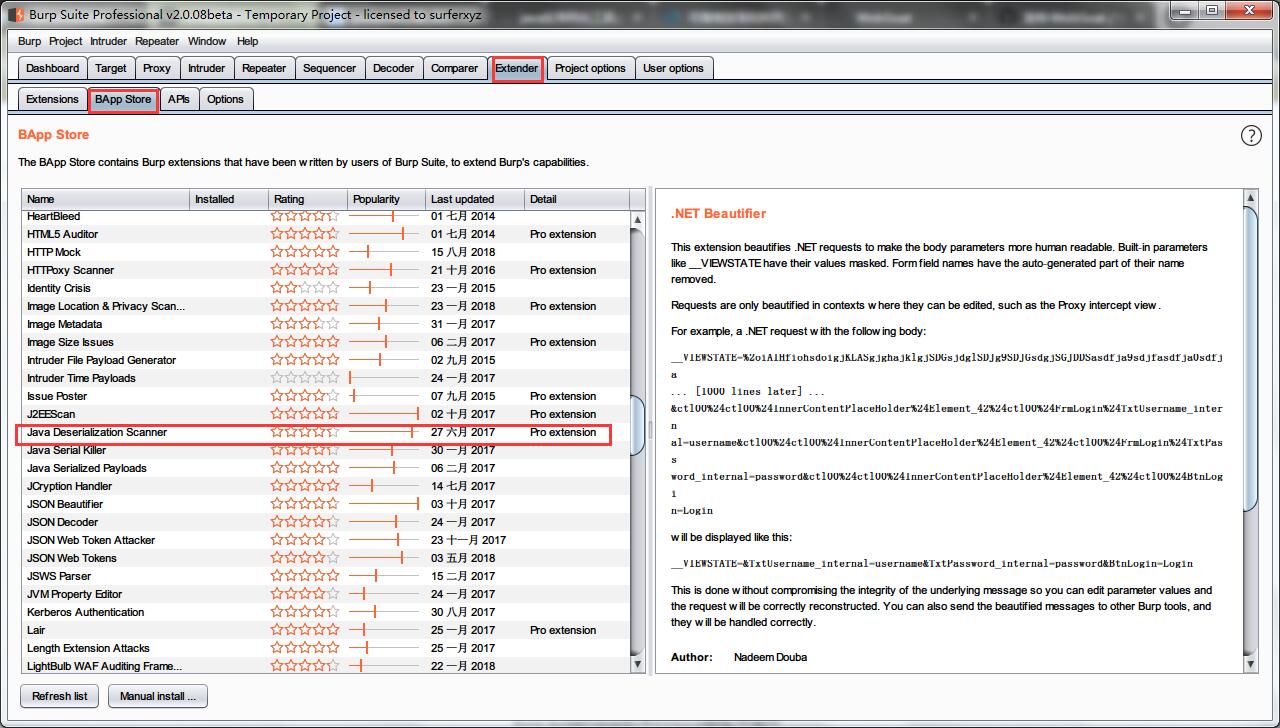 Burp Suite Professional v2.0.08beta - Temporary Project - licensed to surferxyz
Burp Project Intruder Repeater Window Help
Dashboard Target Proxy Intruder Repeater Sequencer Decoder Comparer Extender Project options User options
Extensions BApp Store APIs Options
BApp Store
?
The BApp Store contains Burp extensions that have been written by users of Burp Suite, to extend Burp's capabilities.
Name Installed Rating Popularity Last updated Detail
HeartBleed 01 七月 2014
HTML5 Auditor 01 七月 2014 Pro extension
HTTP Mock 15 八月 2018
HTTPoxy Scanner 21 十月 2016 Pro extension
Identity Crisis 23 一月 2015
Image Location & Privacy Scan... 23 一月 2018 Pro extension
Image Metadata 31 一月 2017
Image Size Issues 06 二月 2017 Pro extension
Intruder File Payload Generator 02 九月 2015
Intruder Time Payloads 24 一月 2017
Issue Poster 07 九月 2015 Pro extension
J2EEScan 02 十月 2017 Pro extension
Java Deserialization Scanner 27 六月 2017 Pro extension
Java Serial Killer 30 一月 2017
Java Serialized Payloads 06 二月 2017
JCryption Handler 14 七月 2017
JSON Beautifier 03 十月 2017
JSON Decoder 24 一月 2017
JSON Web Token Attacker 23 十一月 2017
JSON Web Tokens 03 五月 2018
JSWS Parser 15 二月 2017
JVM Property Editor 24 一月 2017
Kerberos Authentication 30 八月 2017
Lair 25 一月 2017 Pro extension
Length Extension Attacks 25 一月 2017
LightBulb WAF Auditing Frame... 22 一月 2018
Refresh list Manual install ...
.NET Beautifier
This extension beautifies .NET requests to make the body parameters more human readable. Built-in parameters
like __VIEWSTATE have their values masked. Form field names have the auto-generated part of their name
removed.
Requests are only beautified in contexts where they can be edited, such as the Proxy intercept view.
For example, a .NET request with the following body:
a
... [1000 lines later] ...
&ctl00%24ctl00%24InnerContentPlaceHolder%24Element_42%24ctl00%24FrmLogin%24TxtUsername_inter
n
al=username&ctl00%24ctl00%24InnerContentPlaceHolder%24Element_42%24ctl00%24FrmLogin%24TxtPas
s
word_internal=password&ctl00%24ctl00%24InnerContentPlaceHolder%24Element_42%24ctl00%24BtnLog
i
n=Login
will be displayed like this:
__VIEWSTATE=&TxtUsername_internal=username&TxtPassword_internal=password&BtnLogin=Login
This is done without compromising the integrity of the underlying message so you can edit parameter values and
the request will be correctly reconstructed. You can also send the beautified messages to other Burp tools, and
they will be handled correctly.
Author: Nadeem Douba